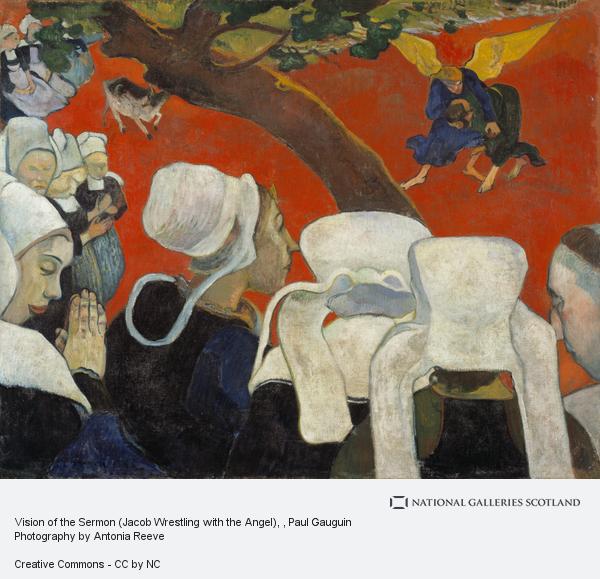 NATIONAL GALLERIES SCOTLAND
Vision of the Sermon (Jacob Wrestling with the Angel), , Paul Gauguin
Photography by Antonia Reeve
Creative Commons - CC by NC